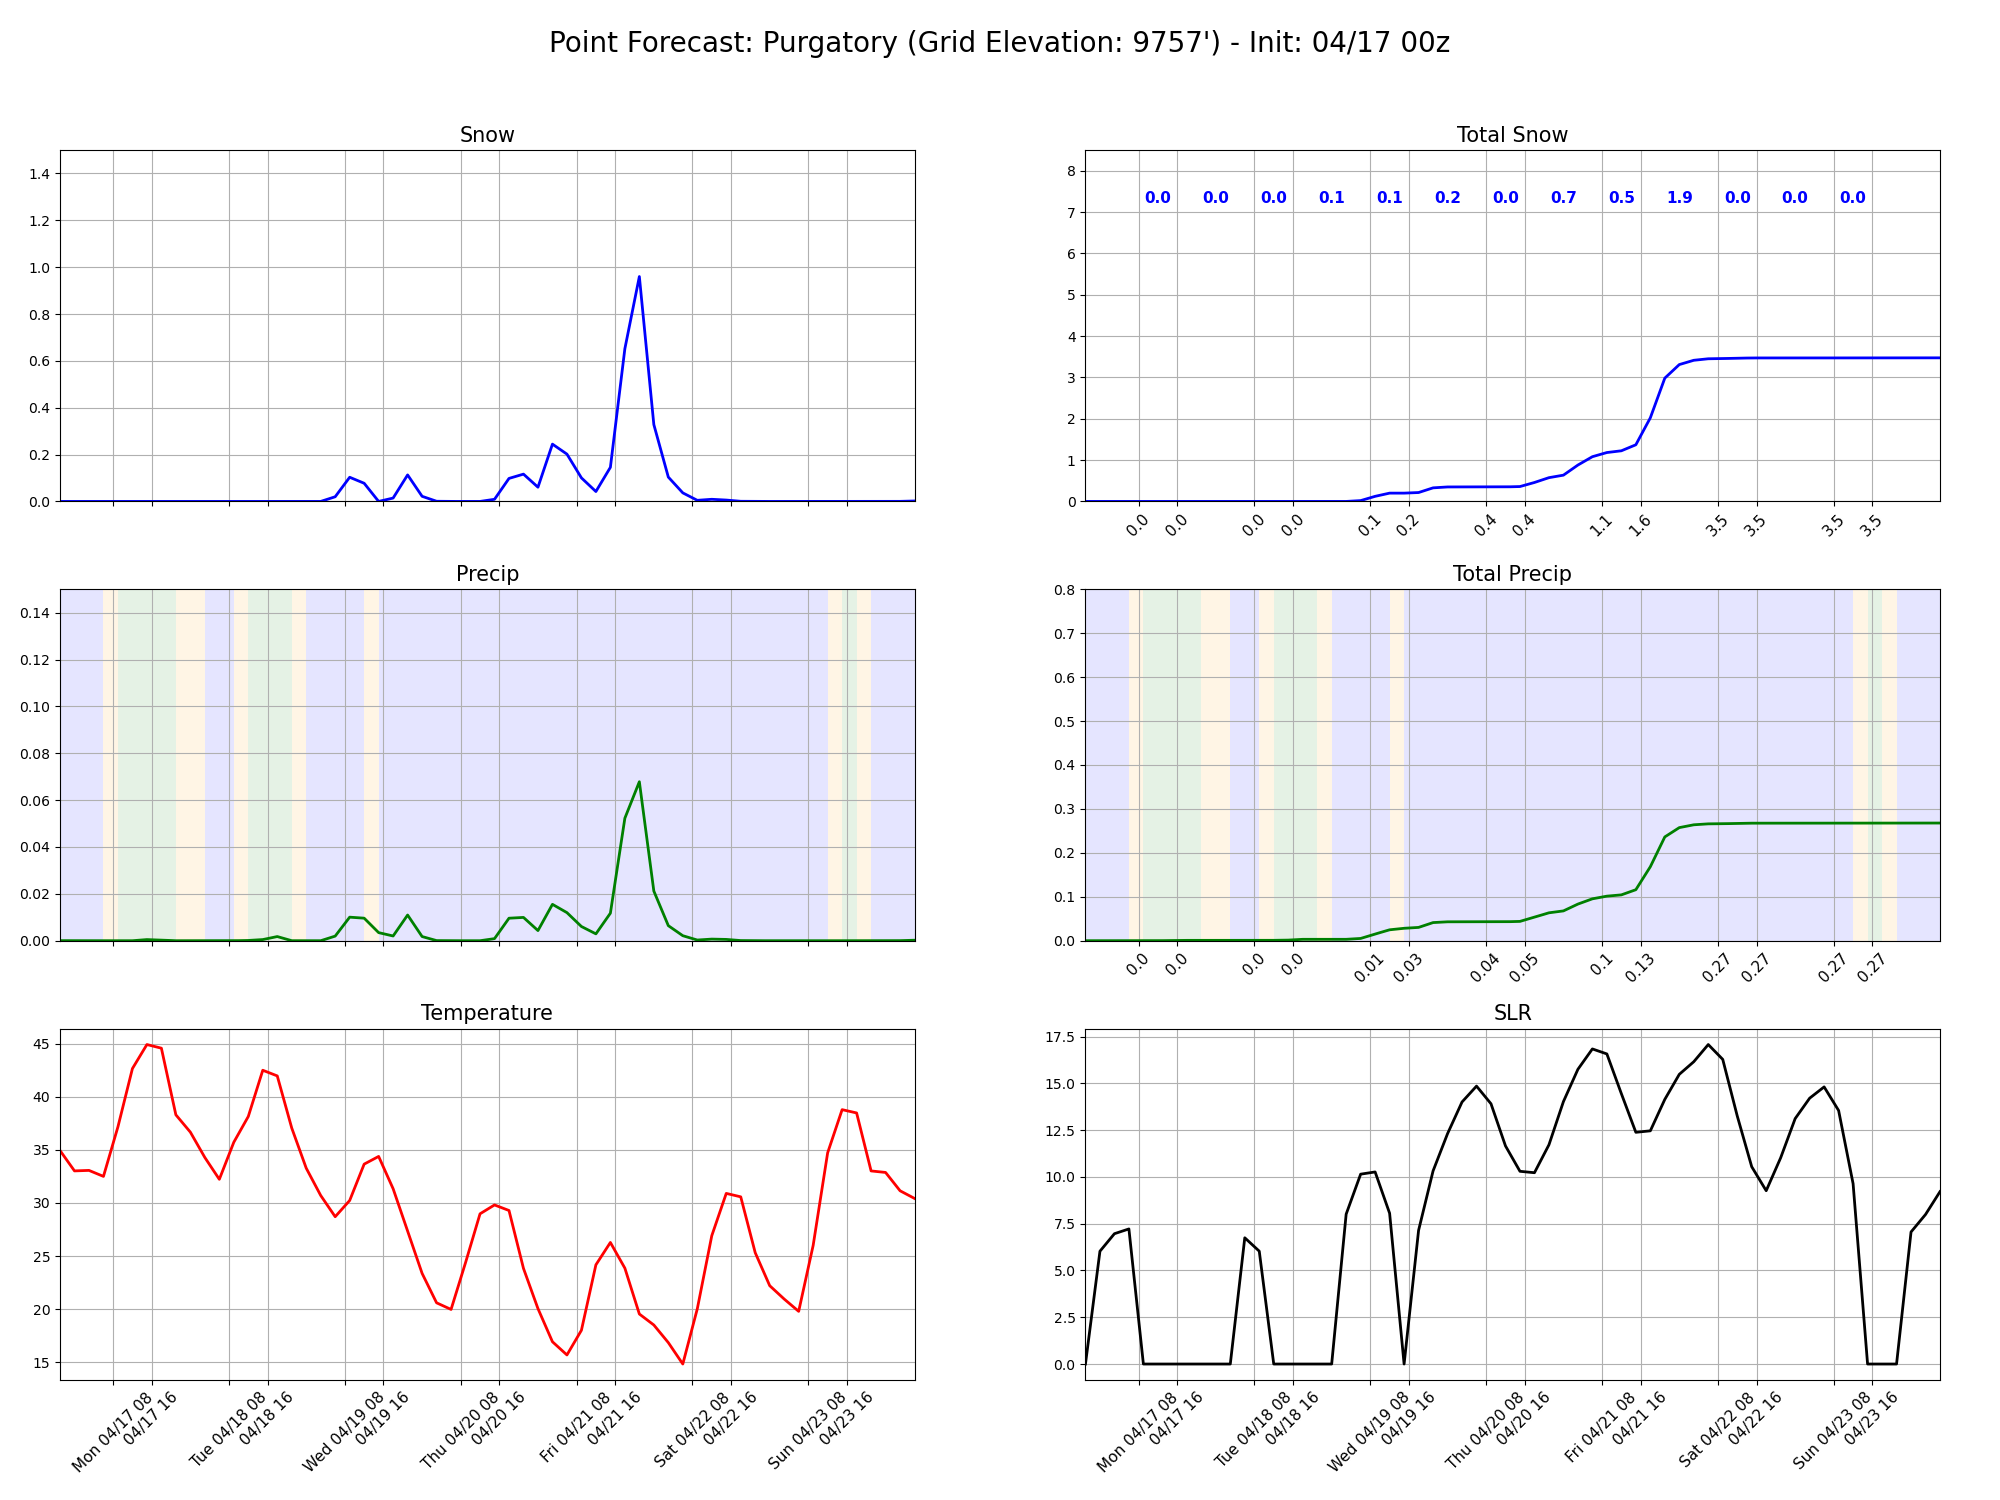 Point Forecast: Purgatory (Grid Elevation: 9757') - Init: 04/17 00z
Snow
1.4
1.2
1.0
0.8
0.6
0.4
0.2
0.0
Total Snow
8
7
6
5
4
3
2
1
0
0.0 0.0 0.0 0.1 0.1 0.2 0.0 0.7 0.5 1.9 0.0 0.0 0.0
0.0 0.0 0.0 0.0 0.1 0.2 0.4 0.4 1.1 1.6 3.5 3.5 3.5 3.5
Precip
0.14
0.12
0.10
0.08
0.06
0.04
0.02
0.00
Total Precip
0.8
0.7
0.6
0.5
0.4
0.3
0.2
0.1
0.0
0.0 0.0 0.0 0.0 0.01 0.03 0.04 0.05 0.1 0.13 0.27 0.27 0.27 0.27
Temperature
45
40
35
30
25
20
15
Mon 04/17 08
04/17 16
Tue 04/18 08
04/18 16
Wed 04/19 08
04/19 16
Thu 04/20 08
04/20 16
Fri 04/21 08
04/21 16
Sat 04/22 08
04/22 16
Sun 04/23 08
04/23 16
SLR
17.5
15.0
12.5
10.0
7.5
5.0
2.5
0.0
Mon 04/17 08
04/17 16
Tue 04/18 08
04/18 16
Wed 04/19 08
04/19 16
Thu 04/20 08
04/20 16
Fri 04/21 08
04/21 16
Sat 04/22 08
04/22 16
Sun 04/23 08
04/23 16